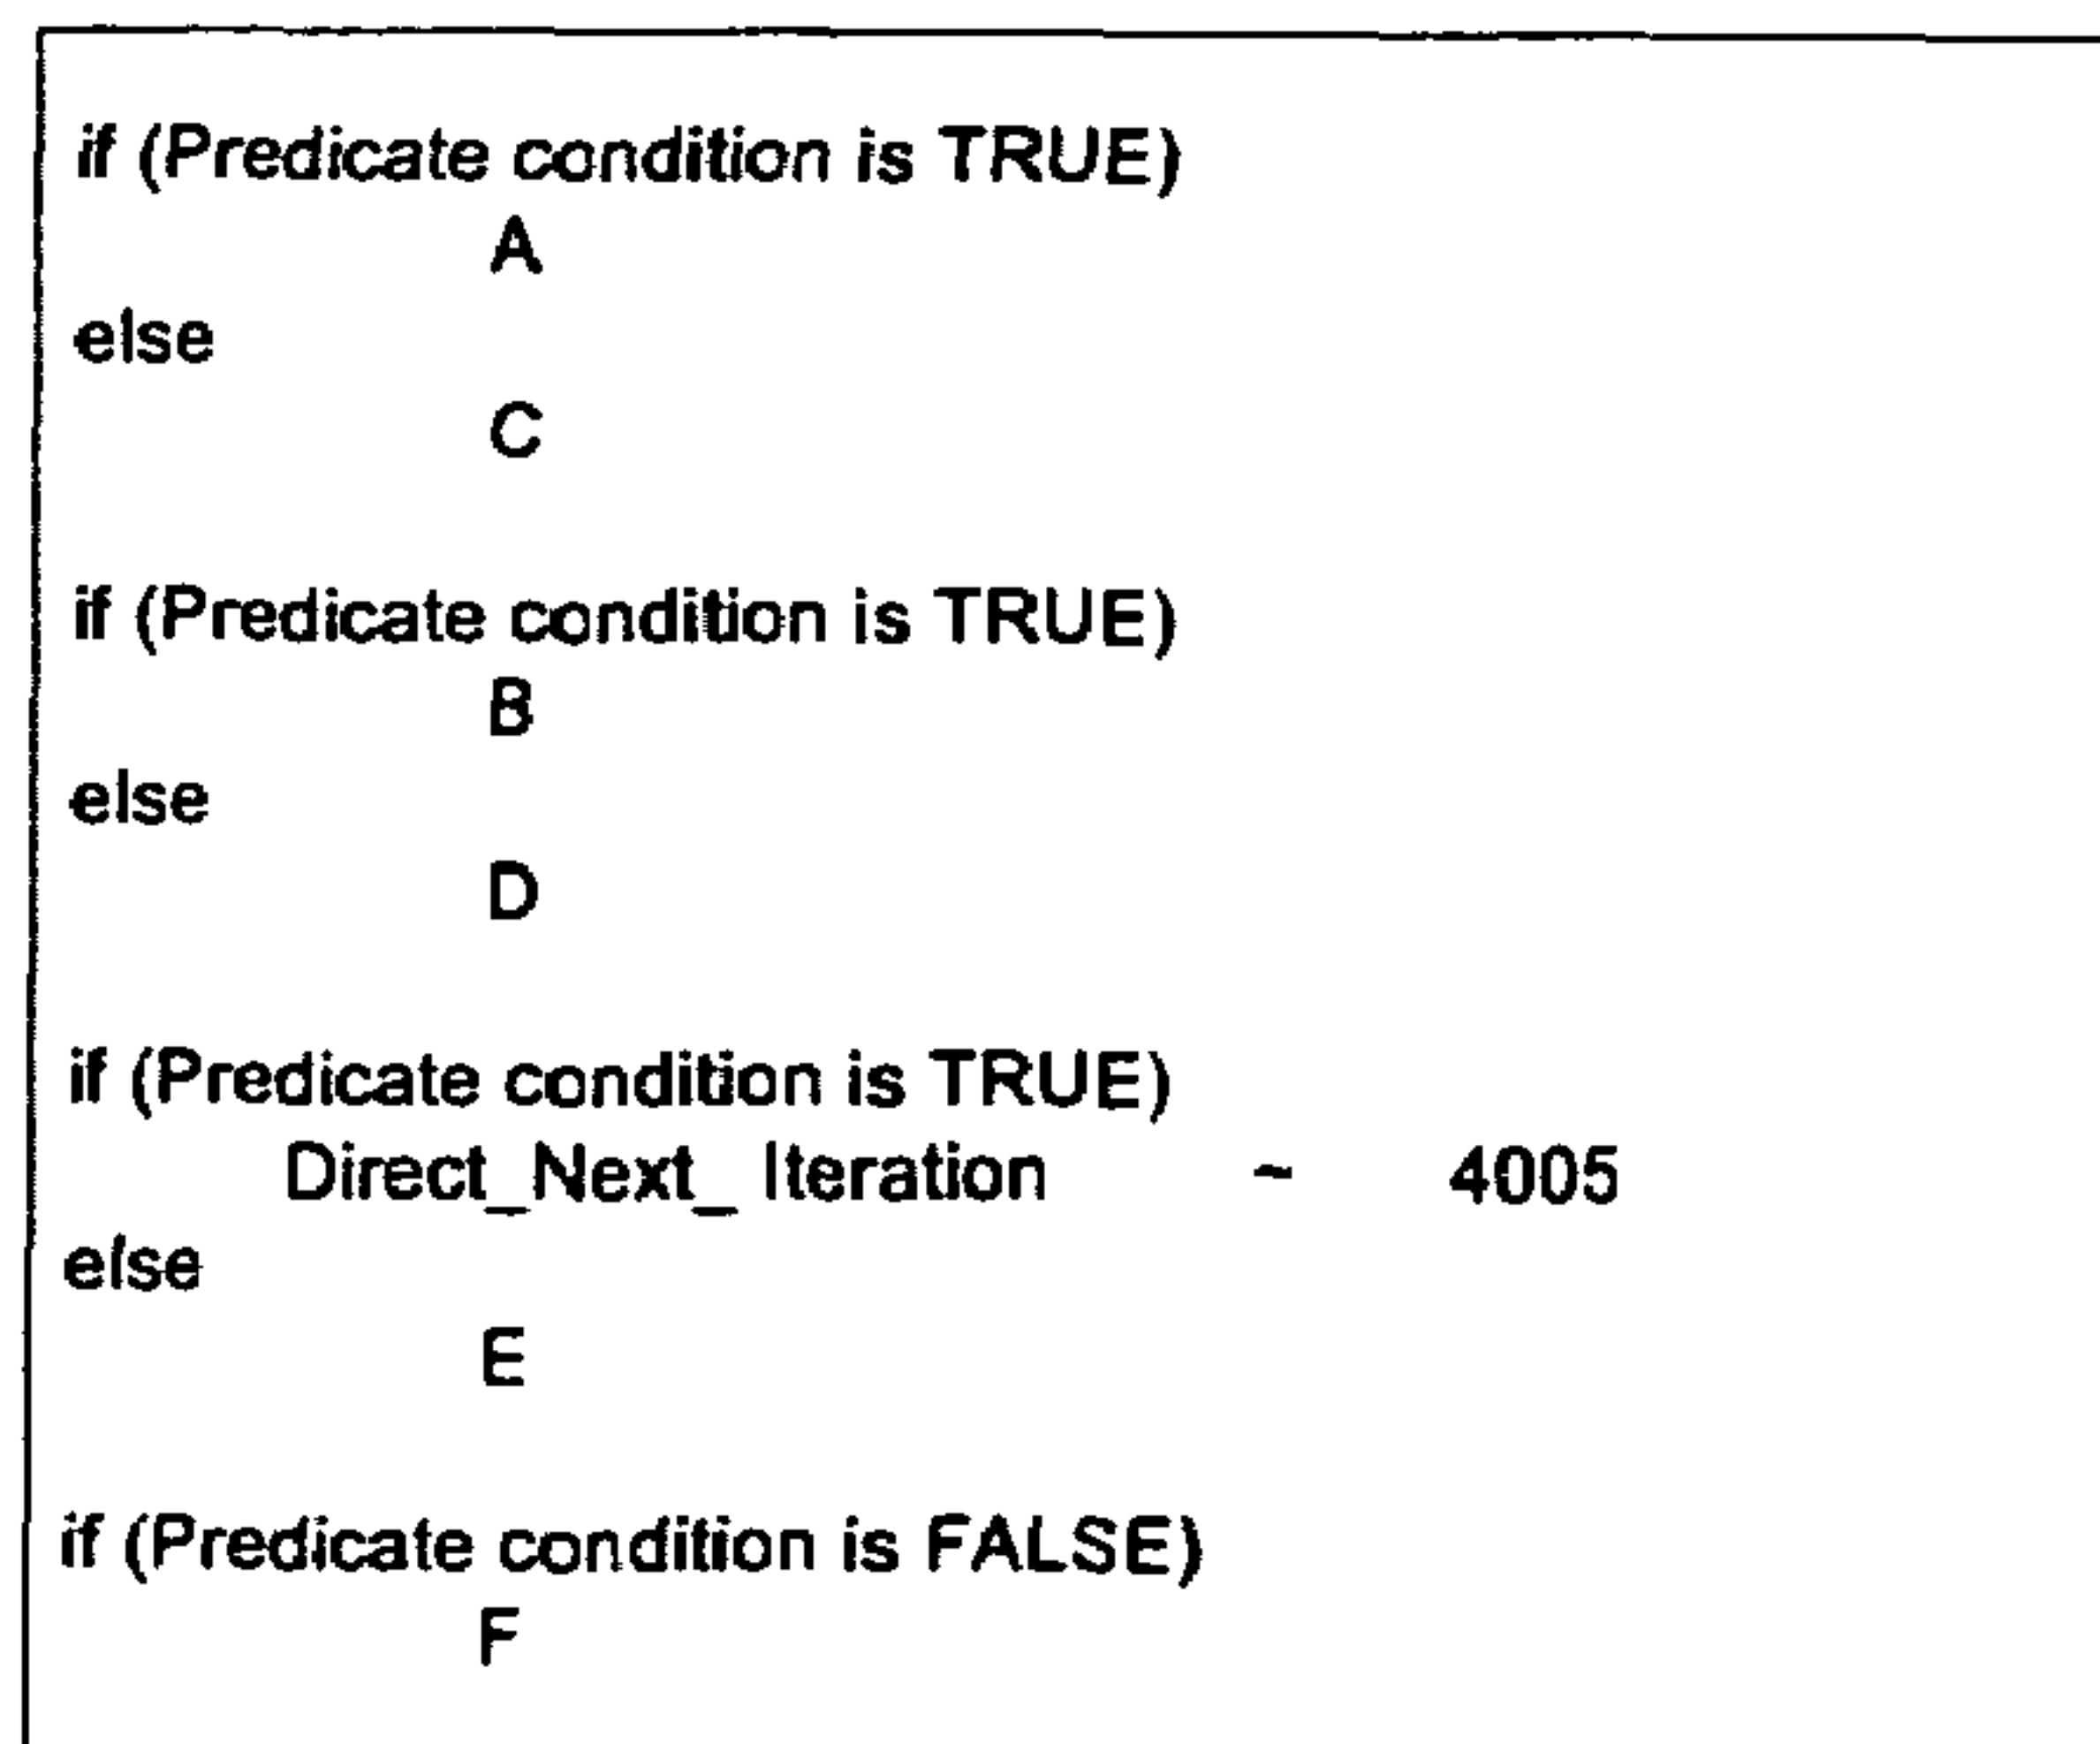 if (Predicate condition is TRUE)
A
else
C
if (Predicate condition is TRUE)
B
else
D
if (Predicate condition is TRUE)
Direct_Next_ Iteration ~ 4005
else
E
if (Predicate condition is FALSE)
F